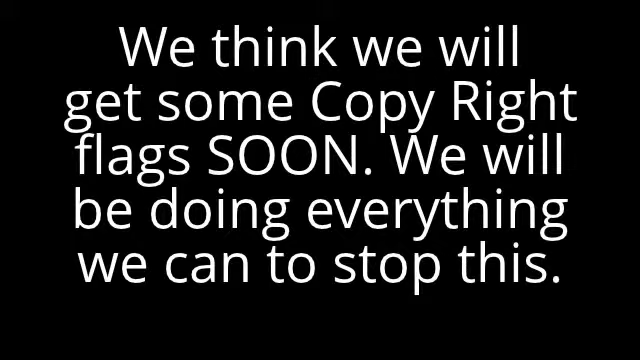 We think we will
get some Copy Right
flags SOON. We will
be doing everything
we can to stop this.